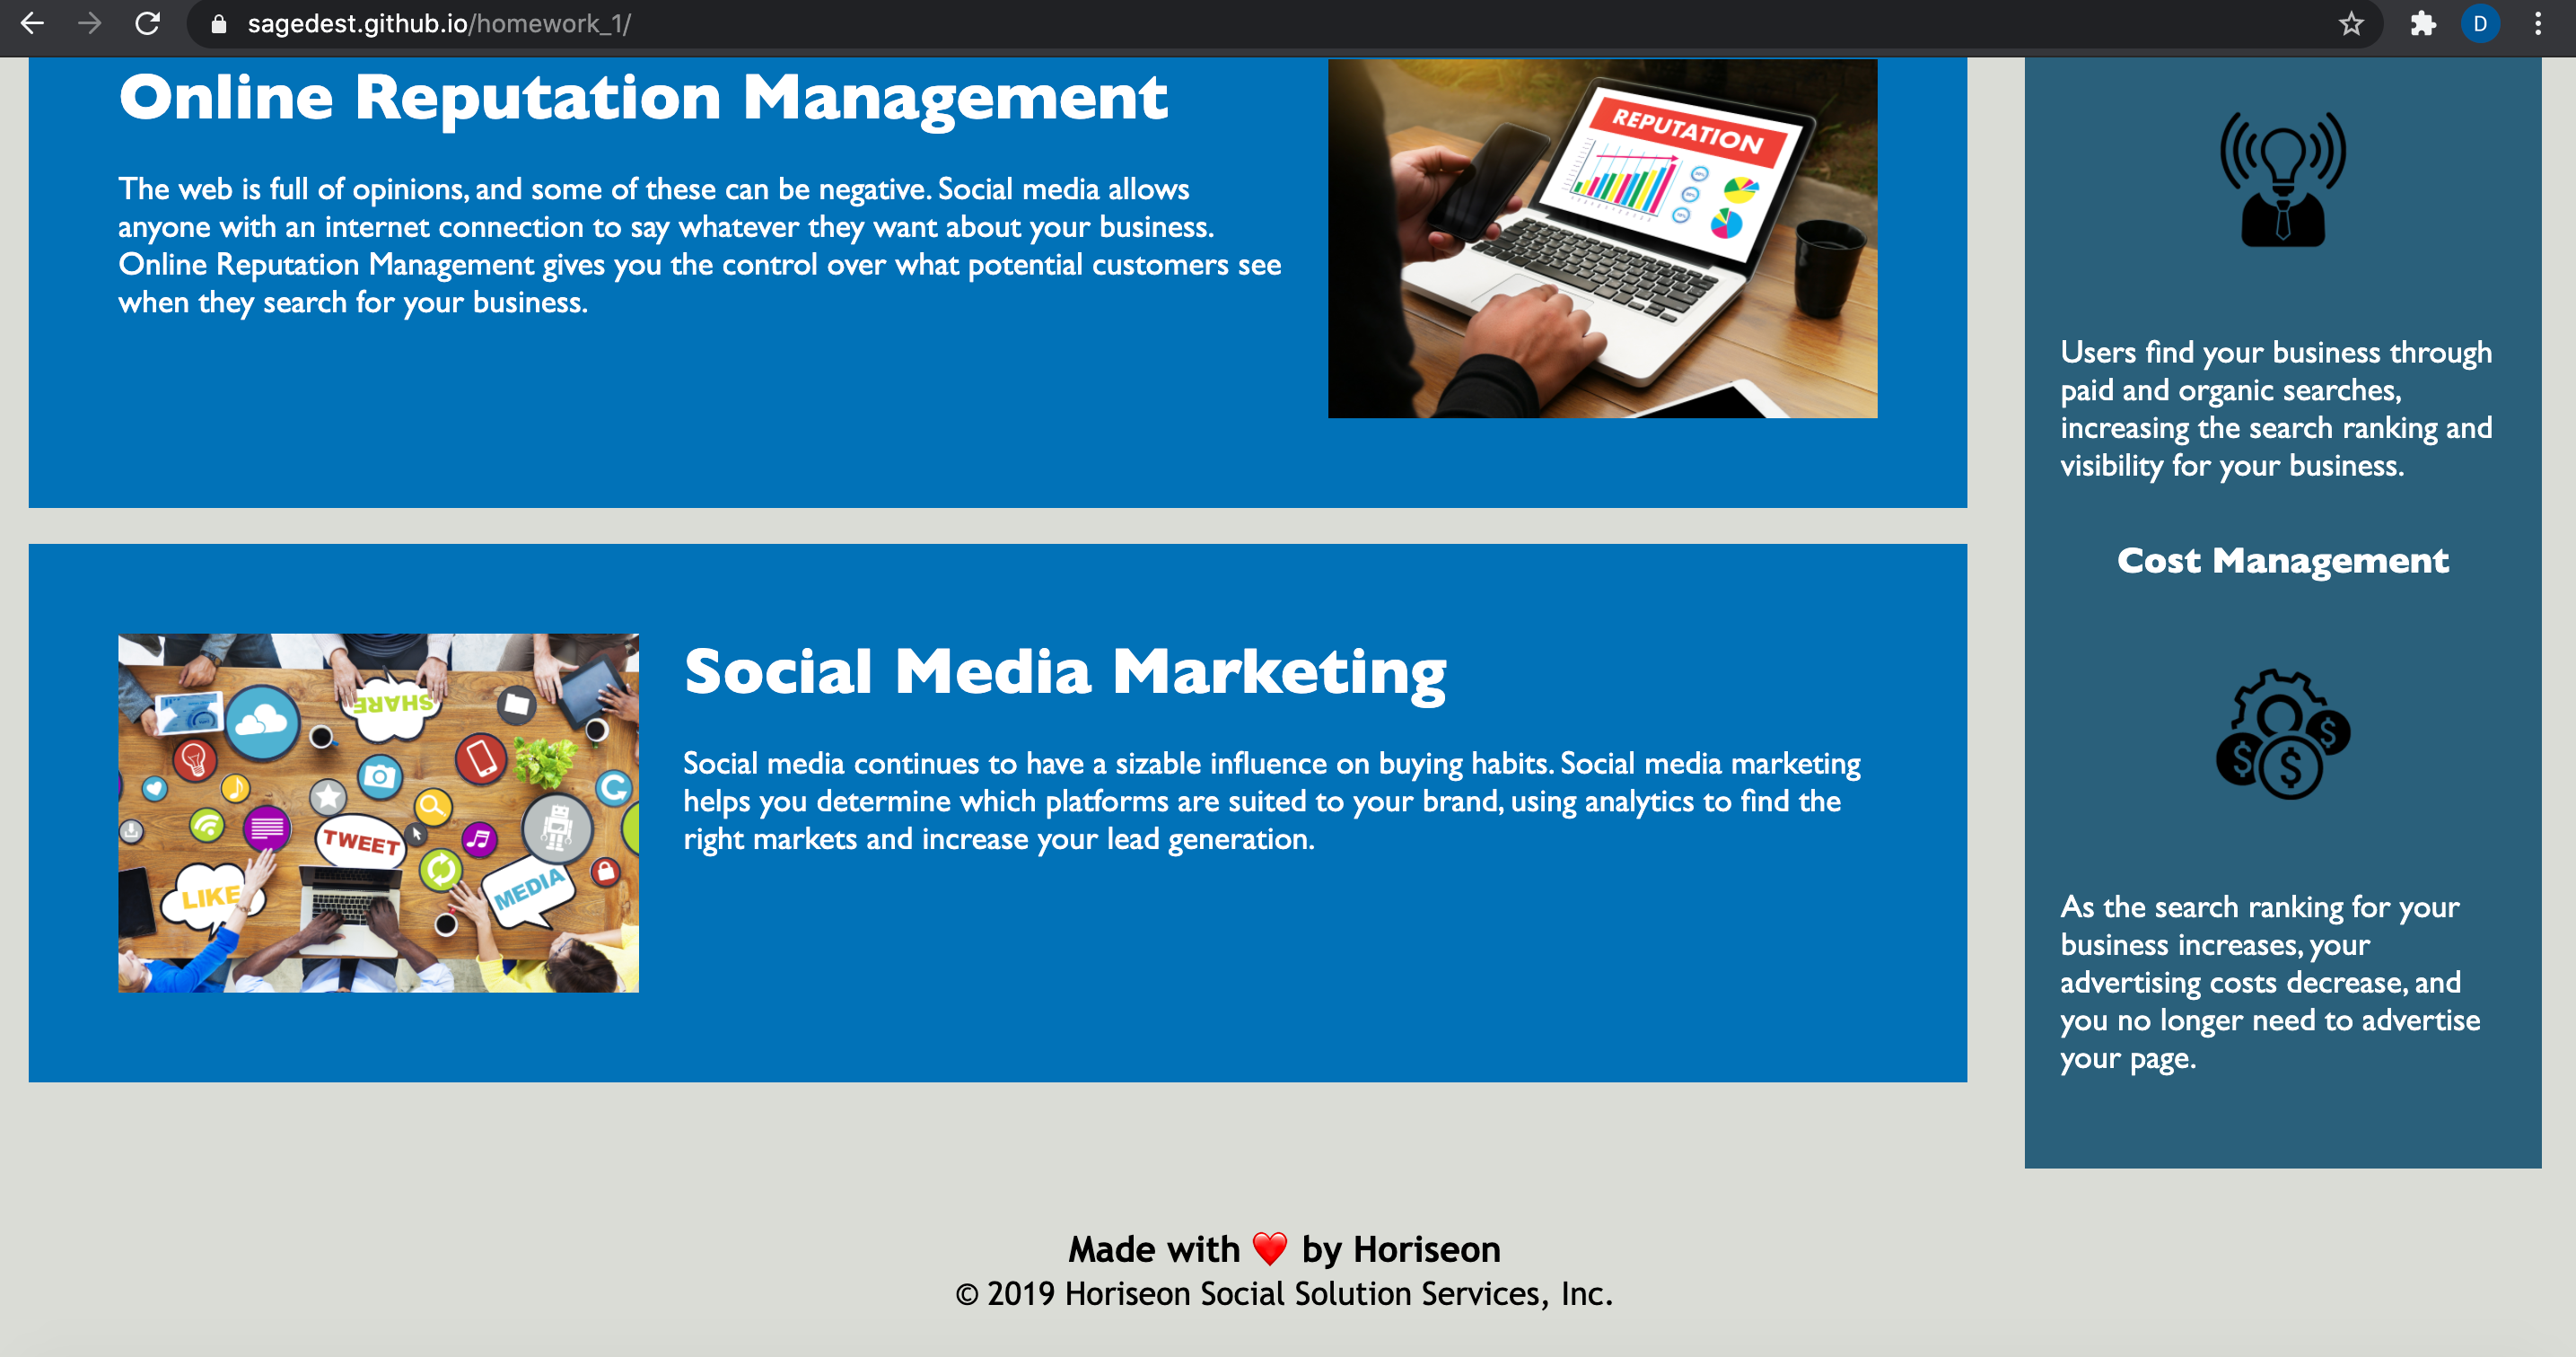 sagedest.github.io/homework_1/
D
Online Reputation Management
The web is full of opinions, and some of these can be negative. Social media allows
anyone with an internet connection to say whatever they want about your business.
Online Reputation Management gives you the control over what potential customers see
when they search for your business.
REPUTATION
Social Media Marketing
Social media continues to have a sizable influence on buying habits. Social media marketing
helps you determine which platforms are suited to your brand, using analytics to find the
right markets and increase your lead generation.
SHARE
TWEET
LIKE
MEDIA
Users find your business through
paid and organic searches,
increasing the search ranking and
visibility for your business.
Cost Management
$
$
$
As the search ranking for your
business increases, your
advertising costs decrease, and
you no longer need to advertise
your page.
Made with ❤️ by Horiseon
© 2019 Horiseon Social Solution Services, Inc.